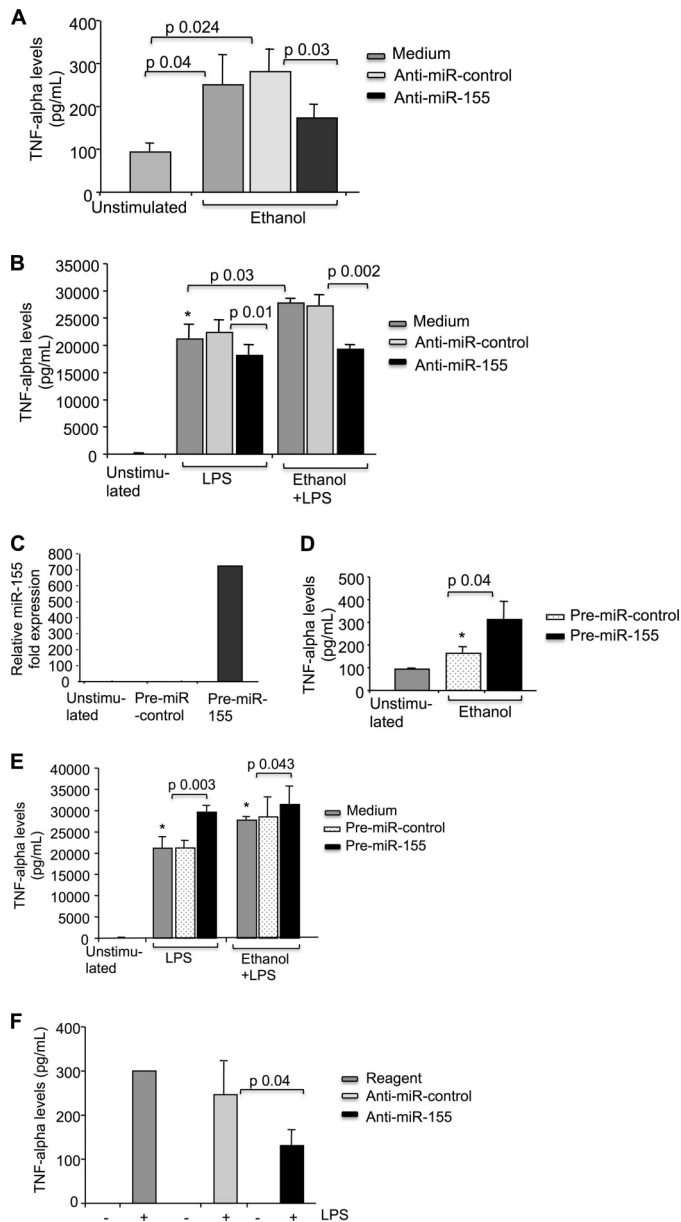 A
TNF-alpha levels
(pg/mL)
400
300
200
100
0
p 0.024
p 0.04
p 0.03
Medium
Anti-miR-control
Anti-miR-155
Unstimulated
Ethanol
B
TNF-alpha levels
(pg/mL)
35000
30000
25000
20000
15000
10000
5000
0
p 0.03
p 0.002
* p 0.01
Medium
Anti-miR-control
Anti-miR-155
Unstimu-
lated
LPS
Ethanol
+LPS
C
Relative miR-155
fold expression
800
700
600
500
400
300
200
100
0
Unstimu-
lated
Pre-miR
-control
Pre-miR-
155
D
TNF-alpha levels
(pg/mL)
500
400
300
200
100
0
p 0.04
*
Pre-miR-control
Pre-miR-155
Unstimu-
lated
Ethanol
E
TNF-alpha levels
(pg/mL)
40000
35000
30000
25000
20000
15000
10000
5000
0
p 0.043
p 0.003
*
*
Medium
Pre-miR-control
Pre-miR-155
Unstimu-
lated
LPS
Ethanol
+LPS
F
TNF-alpha levels (pg/mL)
400
300
200
100
0
p 0.04
Reagent
Anti-miR-control
Anti-miR-155
- + - + - + LPS